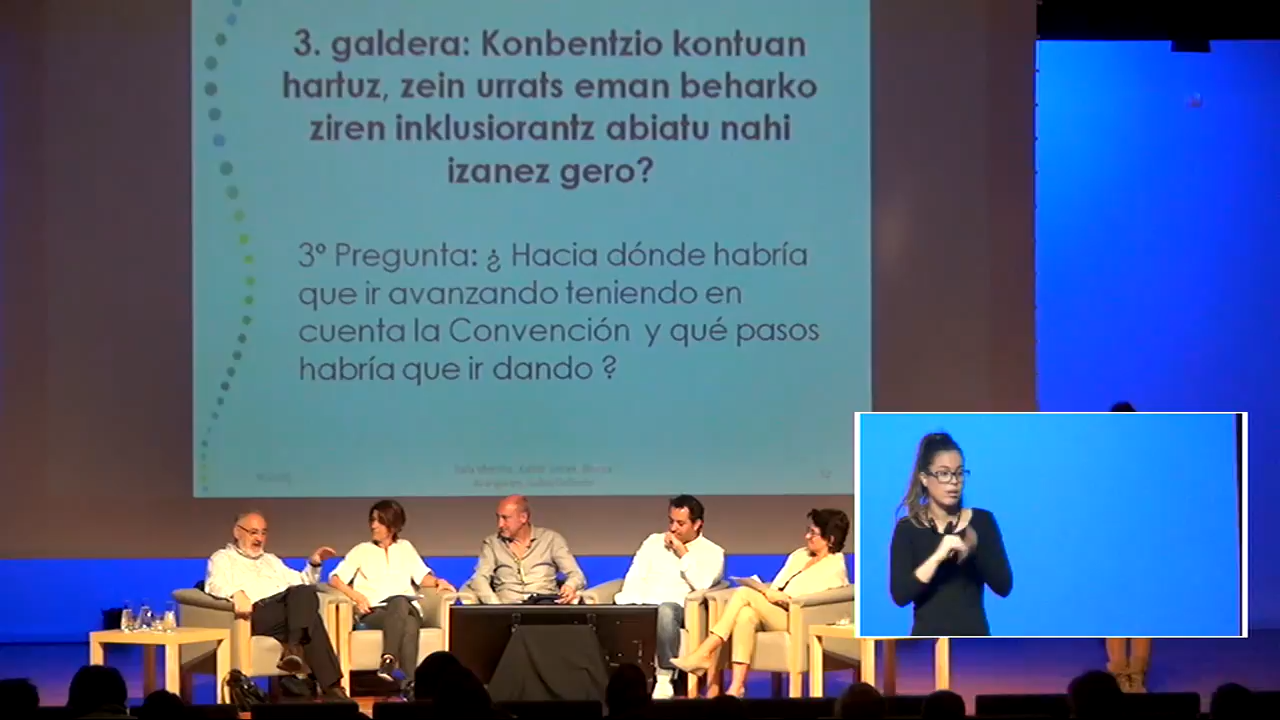 3. galdera: Konbentzio kontuan
hartuz, zein urrats eman beharko
ziren inklusiorantz abiatu nahi
izanez gero?
3º Pregunta: ¿ Hacia dónde habría
que ir avanzando teniendo en
cuenta la Convención y qué pasos
habría que ir dando ?